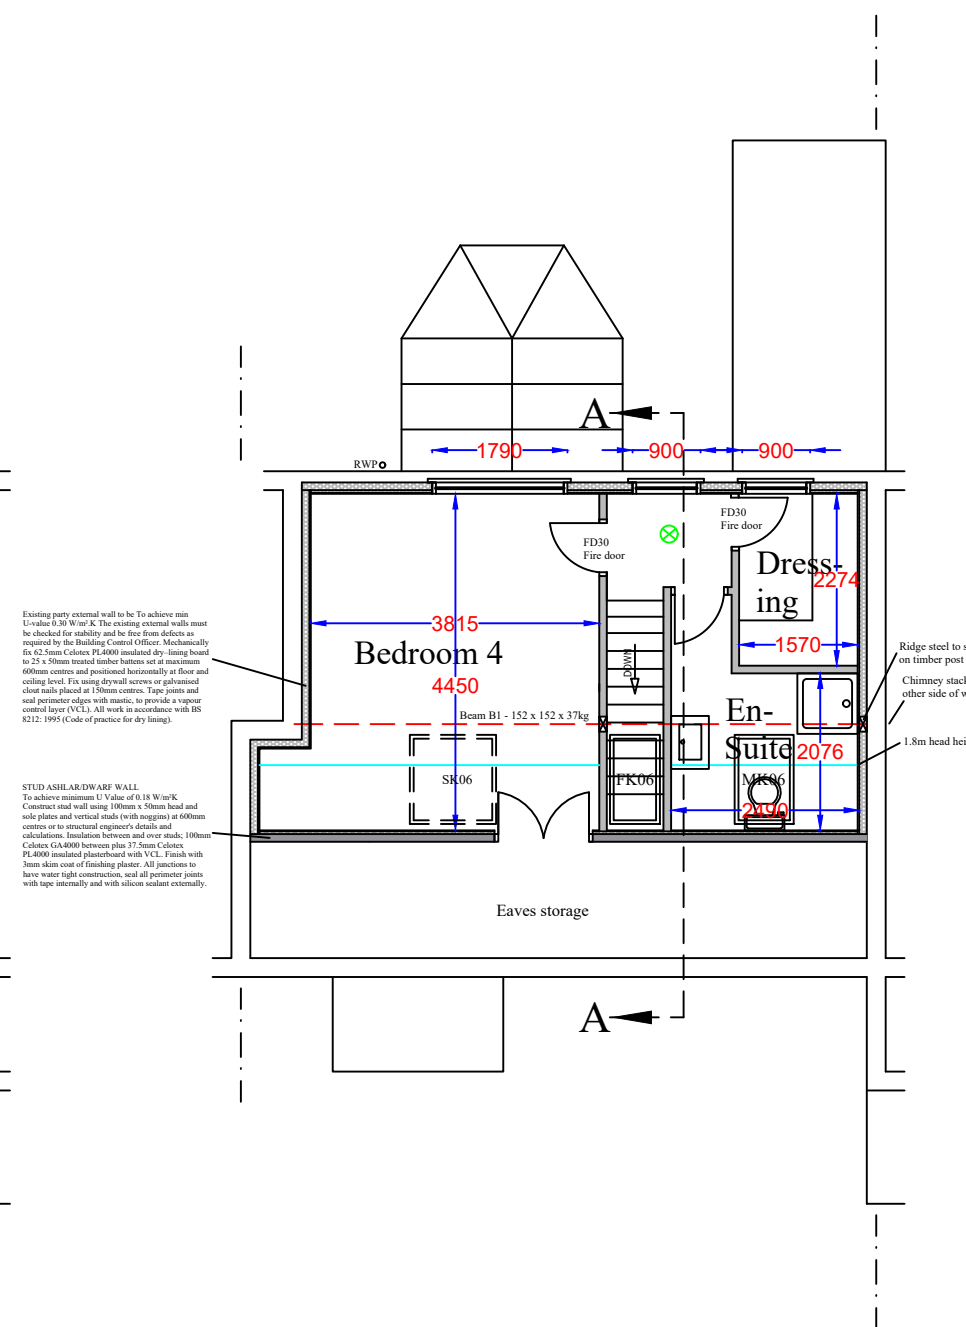 A
1790
900
900
RWP
FD30
Fire door
FD30
Fire door
Dress-
ing
2274
3815
1570
Bedroom 4
4450
DOWN
Existing party external wall to be To achieve min
U-value 0.30 W/m².K The existing external walls must
be checked for stability and be free from defects as
required by the Building Control Officer. Mechanically
fix 62.5mm Celotex PL4000 insulated dry-lining board
to 25 x 50mm treated timber battens set at maximum
600mm centres and positioned horizontally at floor and
ceiling level. Fix using drywall screws or galvanised
clout nails placed at 150mm centres. Tape joints and
seal perimeter edges with mastic, to provide a vapour
control layer (VCL). All work in accordance with BS
8212: 1995 (Code of practice for dry lining).
Ridge steel to s
on timber post
Chimney stack
other side of w
Beam B1 - 152 x 152 x 37kg
En-
Suite
2076
1.8m head hei
SK06
FK06
MK06
2490
STUD ASHLAR/DWARF WALL
To achieve minimum U Value of 0.18 W/m²K
Construct stud wall using 100mm x 50mm head and
sole plates and vertical studs (with noggins) at 600mm
centres or to structural engineer's details and
calculations. Insulation between and over studs; 100mm
Celotex GA4000 between plus 37.5mm Celotex
PL4000 insulated plasterboard with VCL. Finish with
3mm skim coat of finishing plaster. All junctions to
have water tight construction, seal all perimeter joints
with tape internally and with silicon sealant externally.
Eaves storage
A